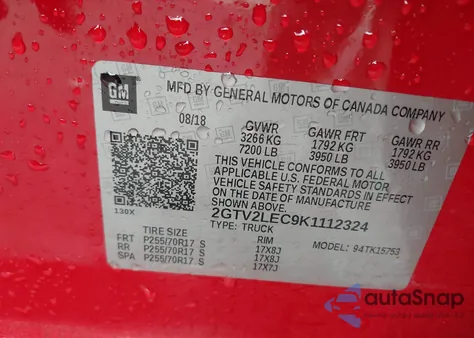 GM
MFD BY GENERAL MOTORS OF CANADA COMPANY
08/18 GVWR GAWR FRT GAWR RR
3266 KG 1792 KG 1792 KG
7200 LB 3950 LB 3950 LB
THIS VEHICLE CONFORMS TO ALL
APPLICABLE U.S. FEDERAL MOTOR
VEHICLE SAFETY STANDARDS IN EFFECT
ON THE DATE OF MANUFACTURE
SHOWN ABOVE.
2GTV2LEC9K1112324
130X TYPE: TRUCK
TIRE SIZE RIM MODEL: 94TK15753
FRT P255/70R17 S 17X8J
RR P255/70R17 S 17X8J
SPA P255/70R17 S 17X7J
autoSnap